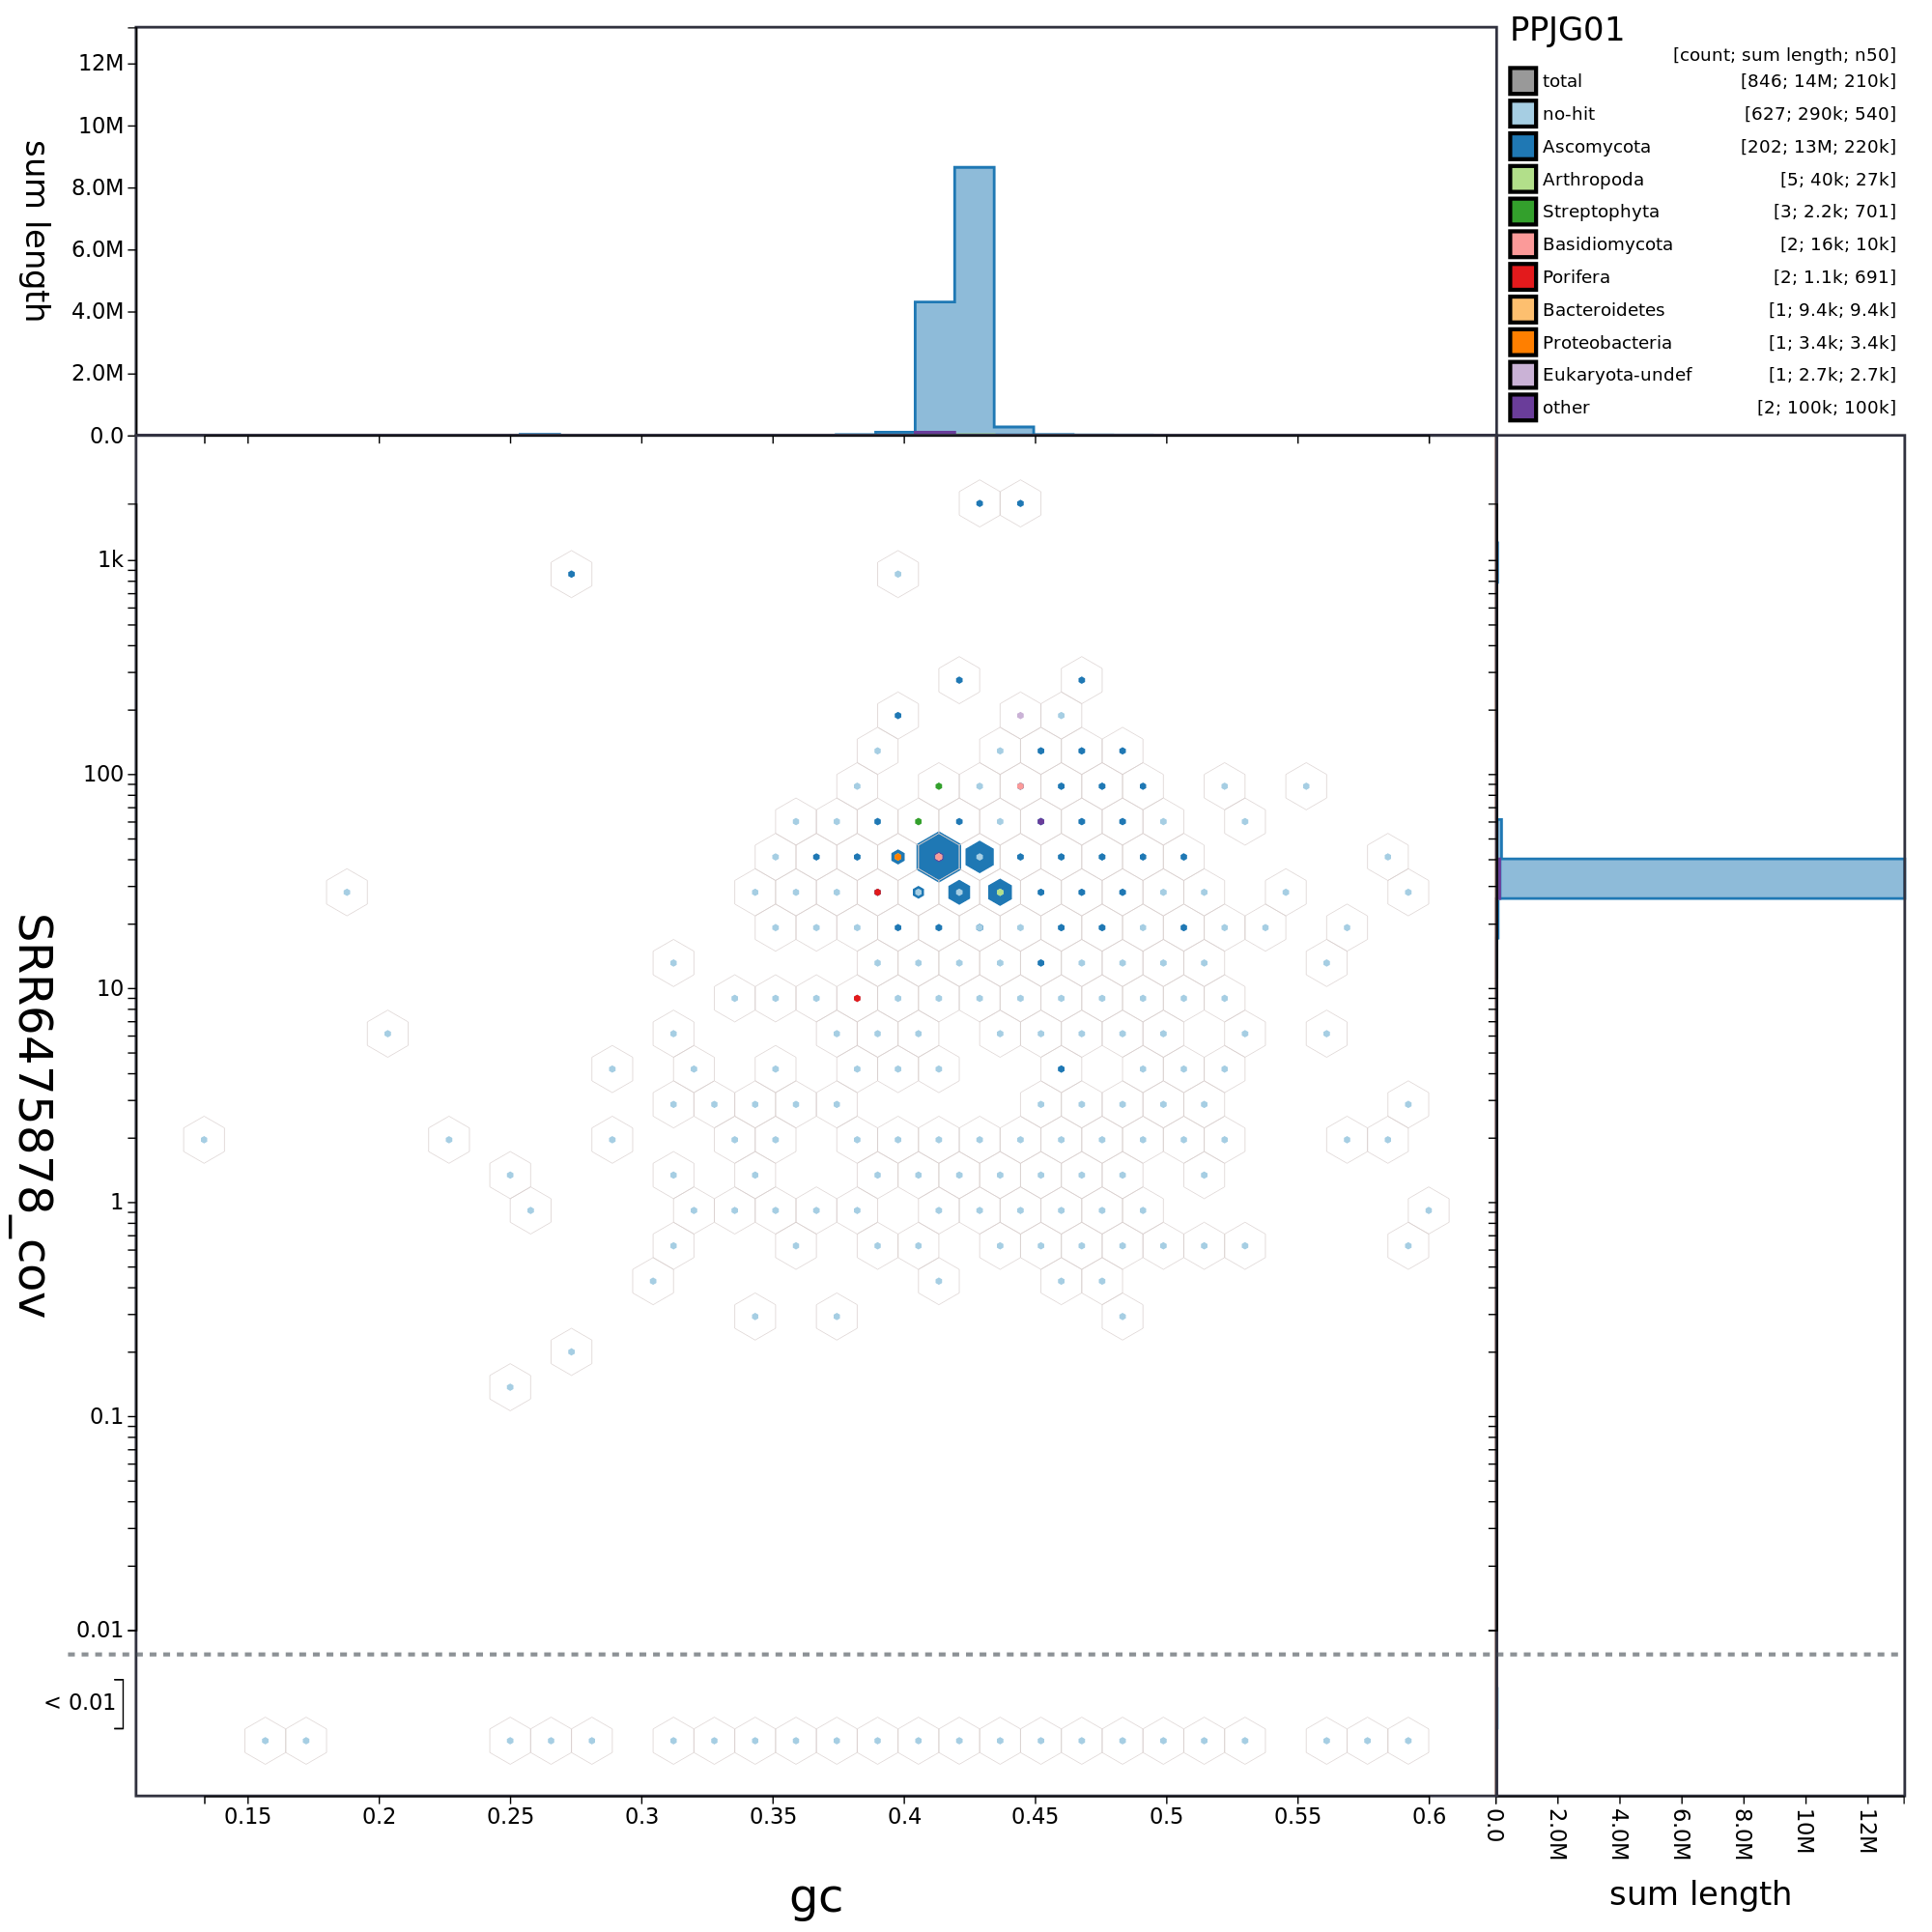 PPJG01
[count; sum length; n50]
total [846; 14M; 210k]
no-hit [627; 290k; 540]
Ascomycota [202; 13M; 220k]
Arthropoda [5; 40k; 27k]
Streptophyta [3; 2.2k; 701]
Basidiomycota [2; 16k; 10k]
Porifera [2; 1.1k; 691]
Bacteroidetes [1; 9.4k; 9.4k]
Proteobacteria [1; 3.4k; 3.4k]
Eukaryota-undef [1; 2.7k; 2.7k]
other [2; 100k; 100k]
sum length
12M
10M
8.0M
6.0M
4.0M
2.0M
0.0
SRR6475878_cov
1k
100
10
1
0.1
0.01
< 0.01
0.15 0.2 0.25 0.3 0.35 0.4 0.45 0.5 0.55 0.6
gc
0.0 2.0M 4.0M 6.0M 8.0M 10M 12M
sum length